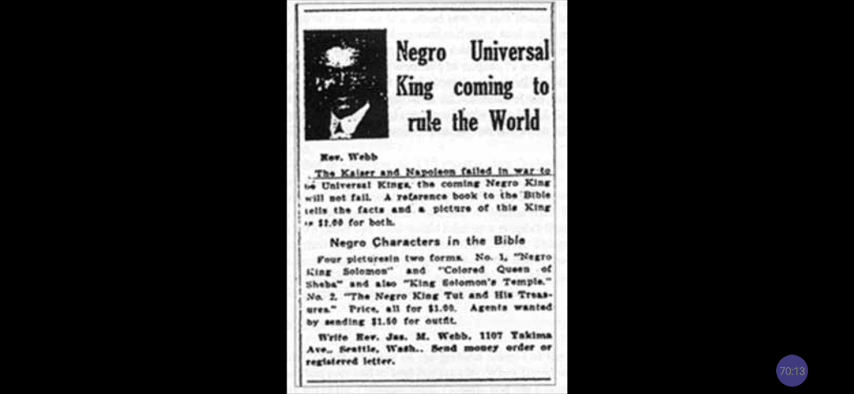 Negro Universal
King coming to
rule the World
Rev. Webb
The Kaiser and Napoleon failed in war to
be Universal Kings, the coming Negro King
will not fail. A reference book to the Bible
tells the facts and a picture of this King
is $1.00 for both.
Negro Characters in the Bible
Four picturesin two forms. No. 1, "Negro
King Solomon" and "Colored Queen of
Sheba" and also "King Solomon's Temple."
No. 2, "The Negro King Tut and His Treas-
ures." Price, all for $1.00. Agents wanted
by sending $1.50 for outfit.
Write Rev. Jas. M. Webb, 1107 Yakima
Ave., Seattle, Wash., Send money order or
registered letter.
70:13